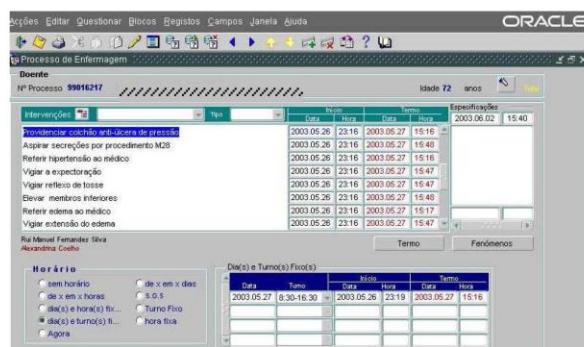 Acções Editar Questionar Blocos Registos Campos Janela Ajuda
ORACLE
Processo de Enfermagem
Doente
Nº Processo 99016217
Idade 72 anos
Intervenções Tipo
Início Termo
Data Hora Data Hora
Especificações
2003.06.02 15:40
Providenciar colchão anti-úlcera de pressão 2003.05.26 23:16 2003.05.27 15:16
Aspirar secreções por procedimento M28 2003.05.26 23:16 2003.05.27 15:48
Referir hipertensão ao médico 2003.05.26 23:16 2003.05.27 15:16
Vigiar a expectoração 2003.05.26 23:16 2003.05.27 15:47
Vigiar reflexo de tosse 2003.05.26 23:16 2003.05.27 15:47
Elevar membros inferiores 2003.05.26 23:16 2003.05.27 15:48
Referir edema ao médico 2003.05.26 23:16 2003.05.27 15:17
Vigiar extensão do edema 2003.05.26 23:16 2003.05.27 15:47
Rui Manuel Fernandes Silva
Alexandrina Coelho
Termo Fenómenos
Horário
sem horário de x em x dias
de x em x horas S.O.S
dia(s) e hora(s) fix... Turno Fixo
dia(s) e turno(s) fi... hora fixa
Agora
Dia(s) e Turno(s) Fixo(s)
Início Termo
Data Turno Data Hora Data Hora
2003.05.27 8:30-16:30 2003.05.26 23:19 2003.05.27 15:16